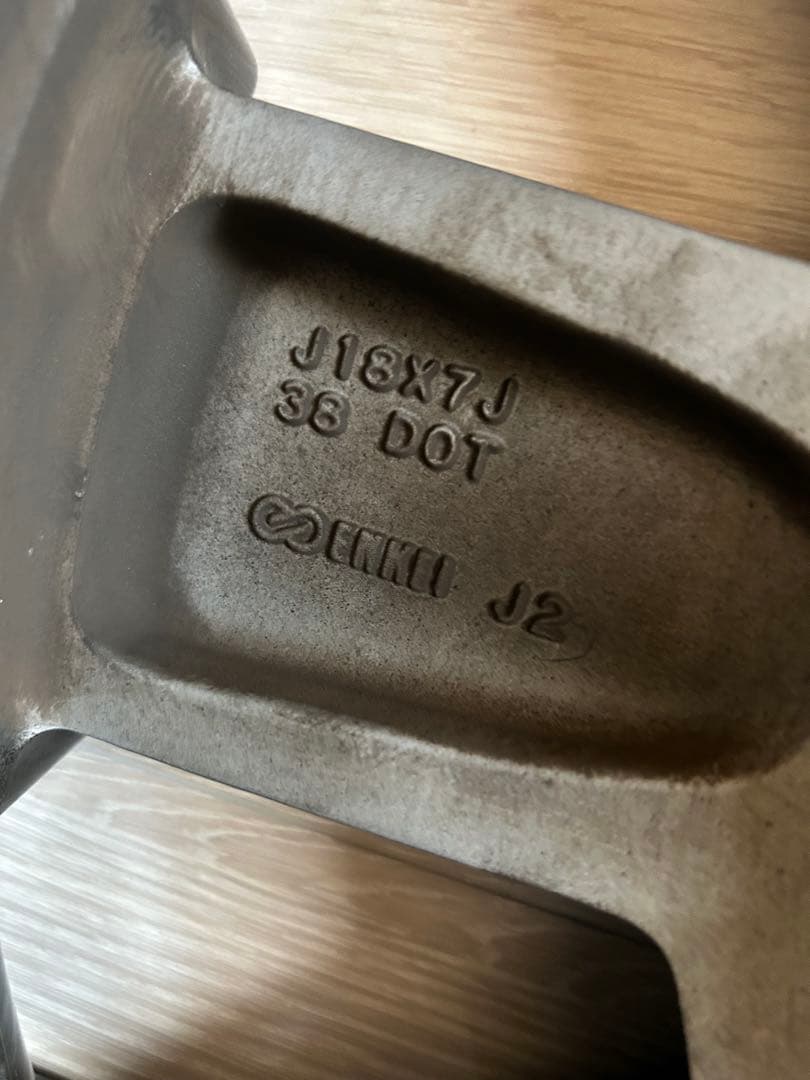 J18X7J
38 DOT
ENKEI J2